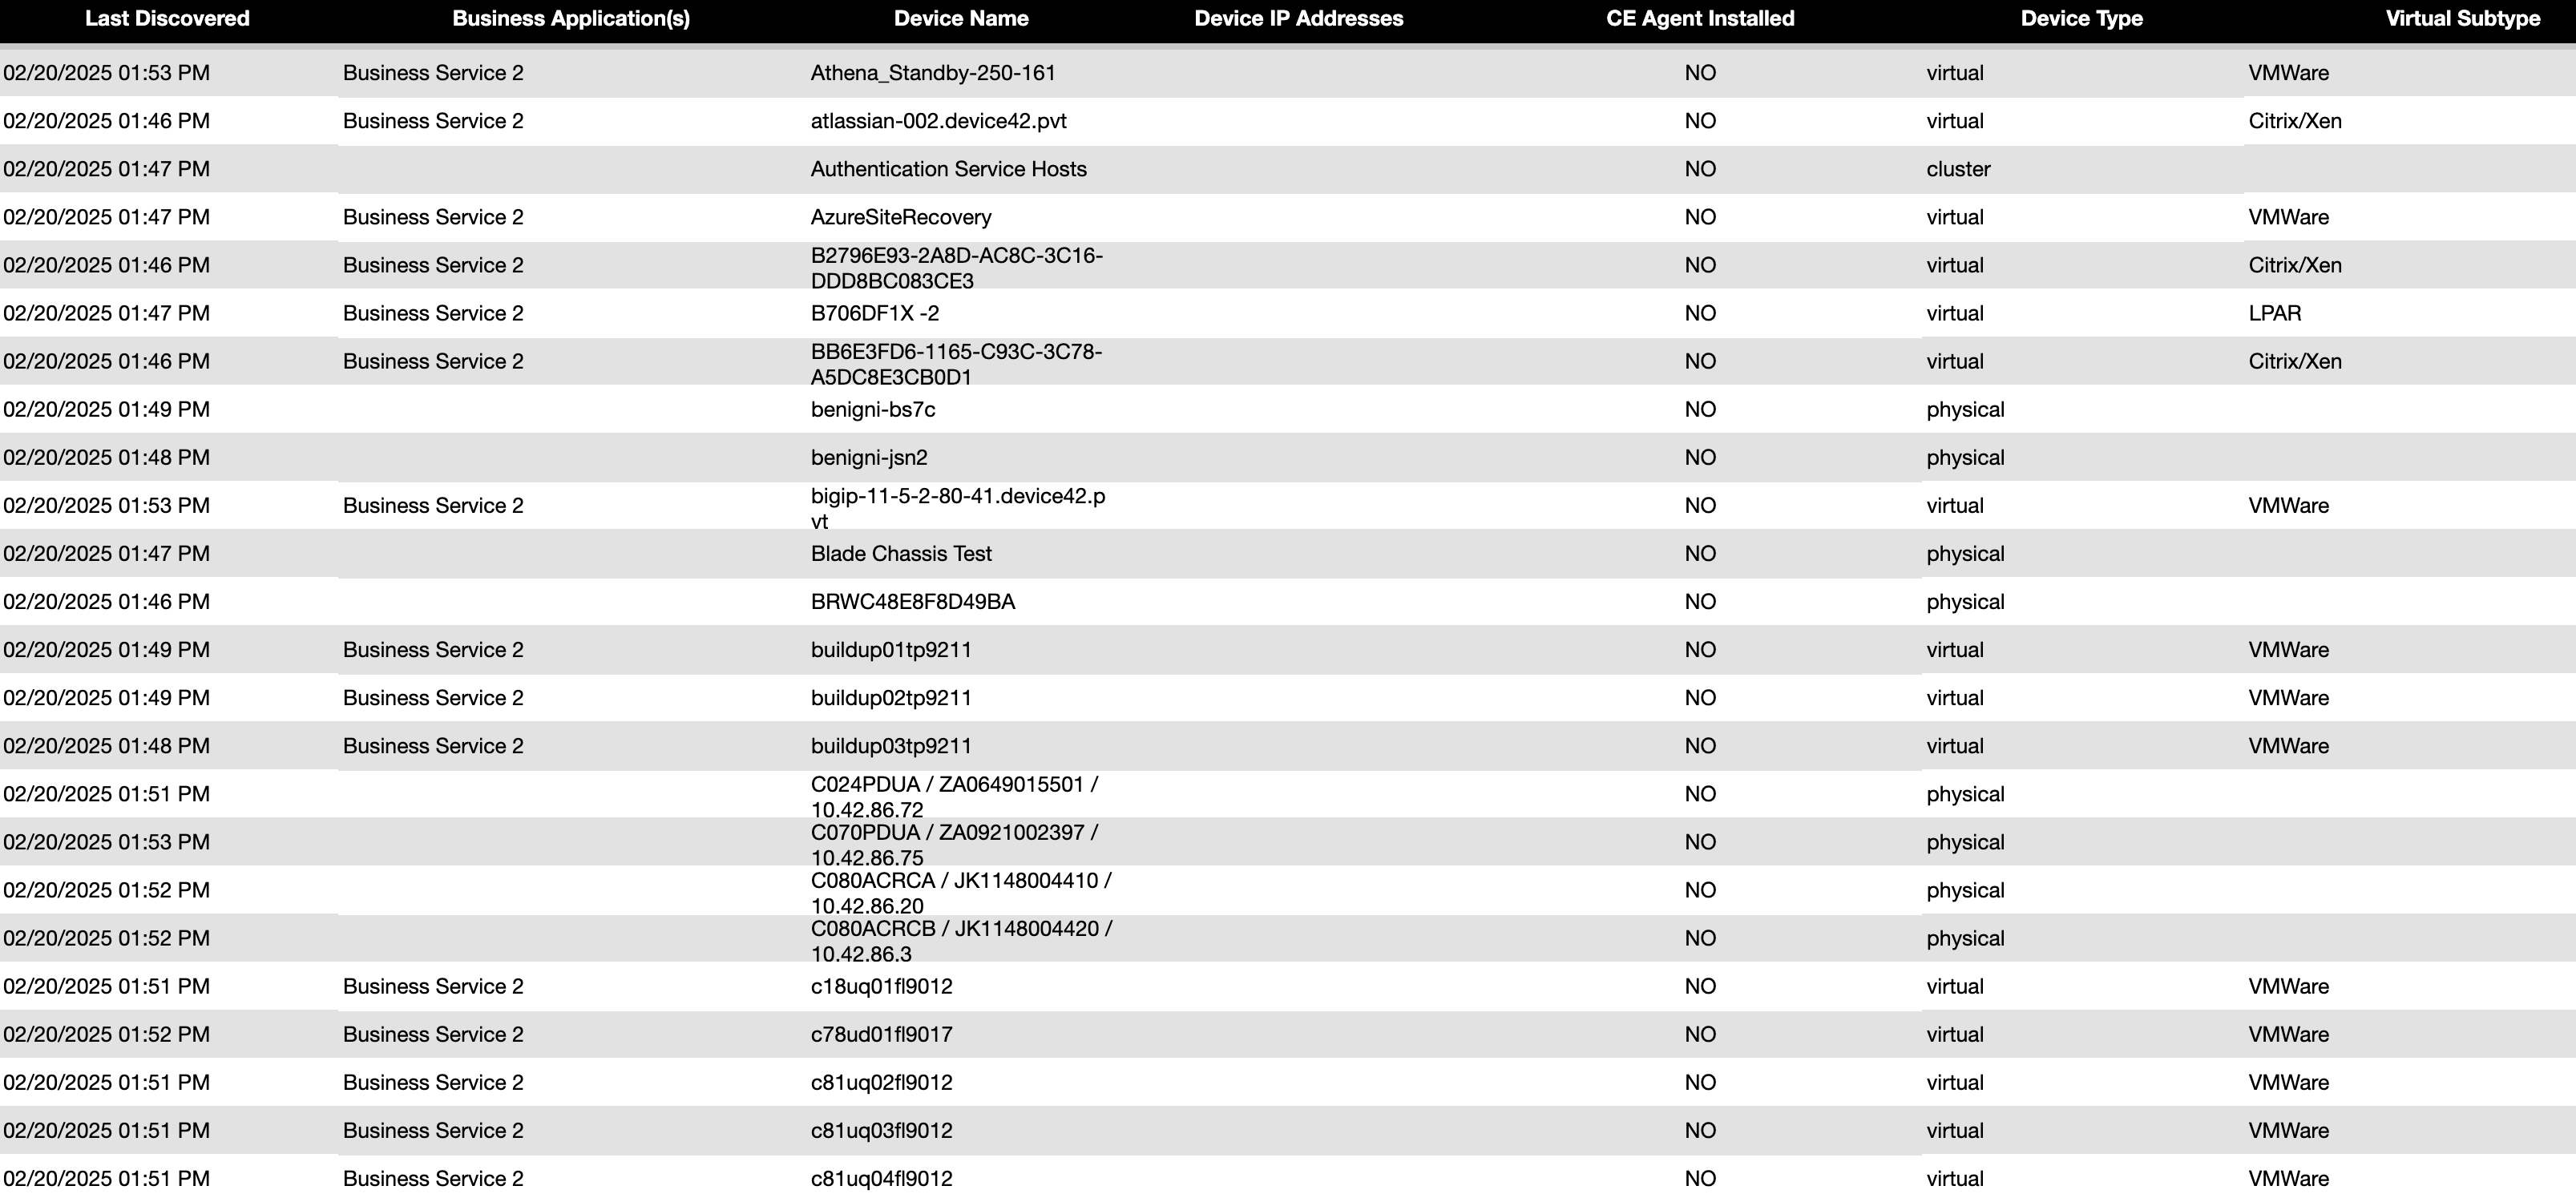 Last Discovered Business Application(s) Device Name Device IP Addresses CE Agent Installed Device Type Virtual Subtype
02/20/2025 01:53 PM Business Service 2 Athena_Standby-250-161 NO virtual VMWare
02/20/2025 01:46 PM Business Service 2 atlassian-002.device42.pvt NO virtual Citrix/Xen
02/20/2025 01:47 PM Authentication Service Hosts NO cluster
02/20/2025 01:47 PM Business Service 2 AzureSiteRecovery NO virtual VMWare
02/20/2025 01:46 PM Business Service 2 B2796E93-2A8D-AC8C-3C16- NO virtual Citrix/Xen
DDD8BC083CE3
02/20/2025 01:47 PM Business Service 2 B706DF1X -2 NO virtual LPAR
02/20/2025 01:46 PM Business Service 2 BB6E3FD6-1165-C93C-3C78- NO virtual Citrix/Xen
A5DC8E3CB0D1
02/20/2025 01:49 PM benigni-bs7c NO physical
02/20/2025 01:48 PM benigni-jsn2 NO physical
02/20/2025 01:53 PM Business Service 2 bigip-11-5-2-80-41.device42.p NO virtual VMWare
vt
02/20/2025 01:47 PM Blade Chassis Test NO physical
02/20/2025 01:46 PM BRWC48E8F8D49BA NO physical
02/20/2025 01:49 PM Business Service 2 buildup01tp9211 NO virtual VMWare
02/20/2025 01:49 PM Business Service 2 buildup02tp9211 NO virtual VMWare
02/20/2025 01:48 PM Business Service 2 buildup03tp9211 NO virtual VMWare
02/20/2025 01:51 PM C024PDUA / ZA0649015501 / NO physical
10.42.86.72
02/20/2025 01:53 PM C070PDUA / ZA0921002397 / NO physical
10.42.86.75
02/20/2025 01:52 PM C080ACRCA / JK1148004410 / NO physical
10.42.86.20
02/20/2025 01:52 PM C080ACRCB / JK1148004420 / NO physical
10.42.86.3
02/20/2025 01:51 PM Business Service 2 c18uq01fl9012 NO virtual VMWare
02/20/2025 01:52 PM Business Service 2 c78ud01fl9017 NO virtual VMWare
02/20/2025 01:51 PM Business Service 2 c81uq02fl9012 NO virtual VMWare
02/20/2025 01:51 PM Business Service 2 c81uq03fl9012 NO virtual VMWare
02/20/2025 01:51 PM Business Service 2 c81uq04fl9012 NO virtual VMWare